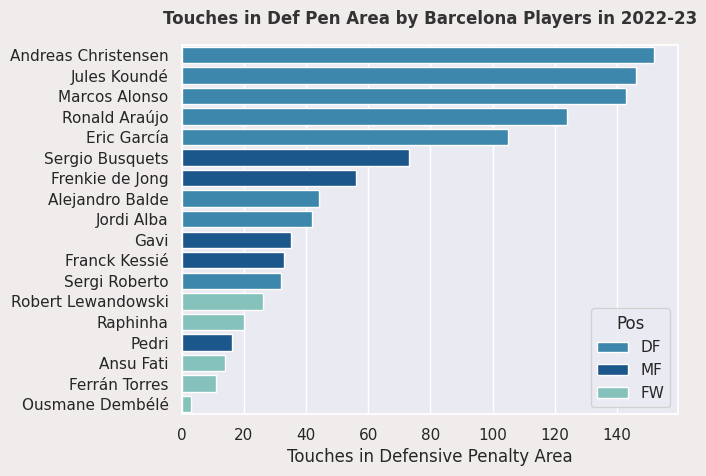 Touches in Def Pen Area by Barcelona Players in 2022-23
Andreas Christensen
Jules Koundé
Marcos Alonso
Ronald Araújo
Eric García
Sergio Busquets
Frenkie de Jong
Alejandro Balde
Jordi Alba
Gavi
Franck Kessié
Sergi Roberto
Robert Lewandowski
Raphinha
Pedri
Ansu Fati
Ferrán Torres
Ousmane Dembélé
Pos
DF
MF
FW
0 20 40 60 80 100 120 140
Touches in Defensive Penalty Area